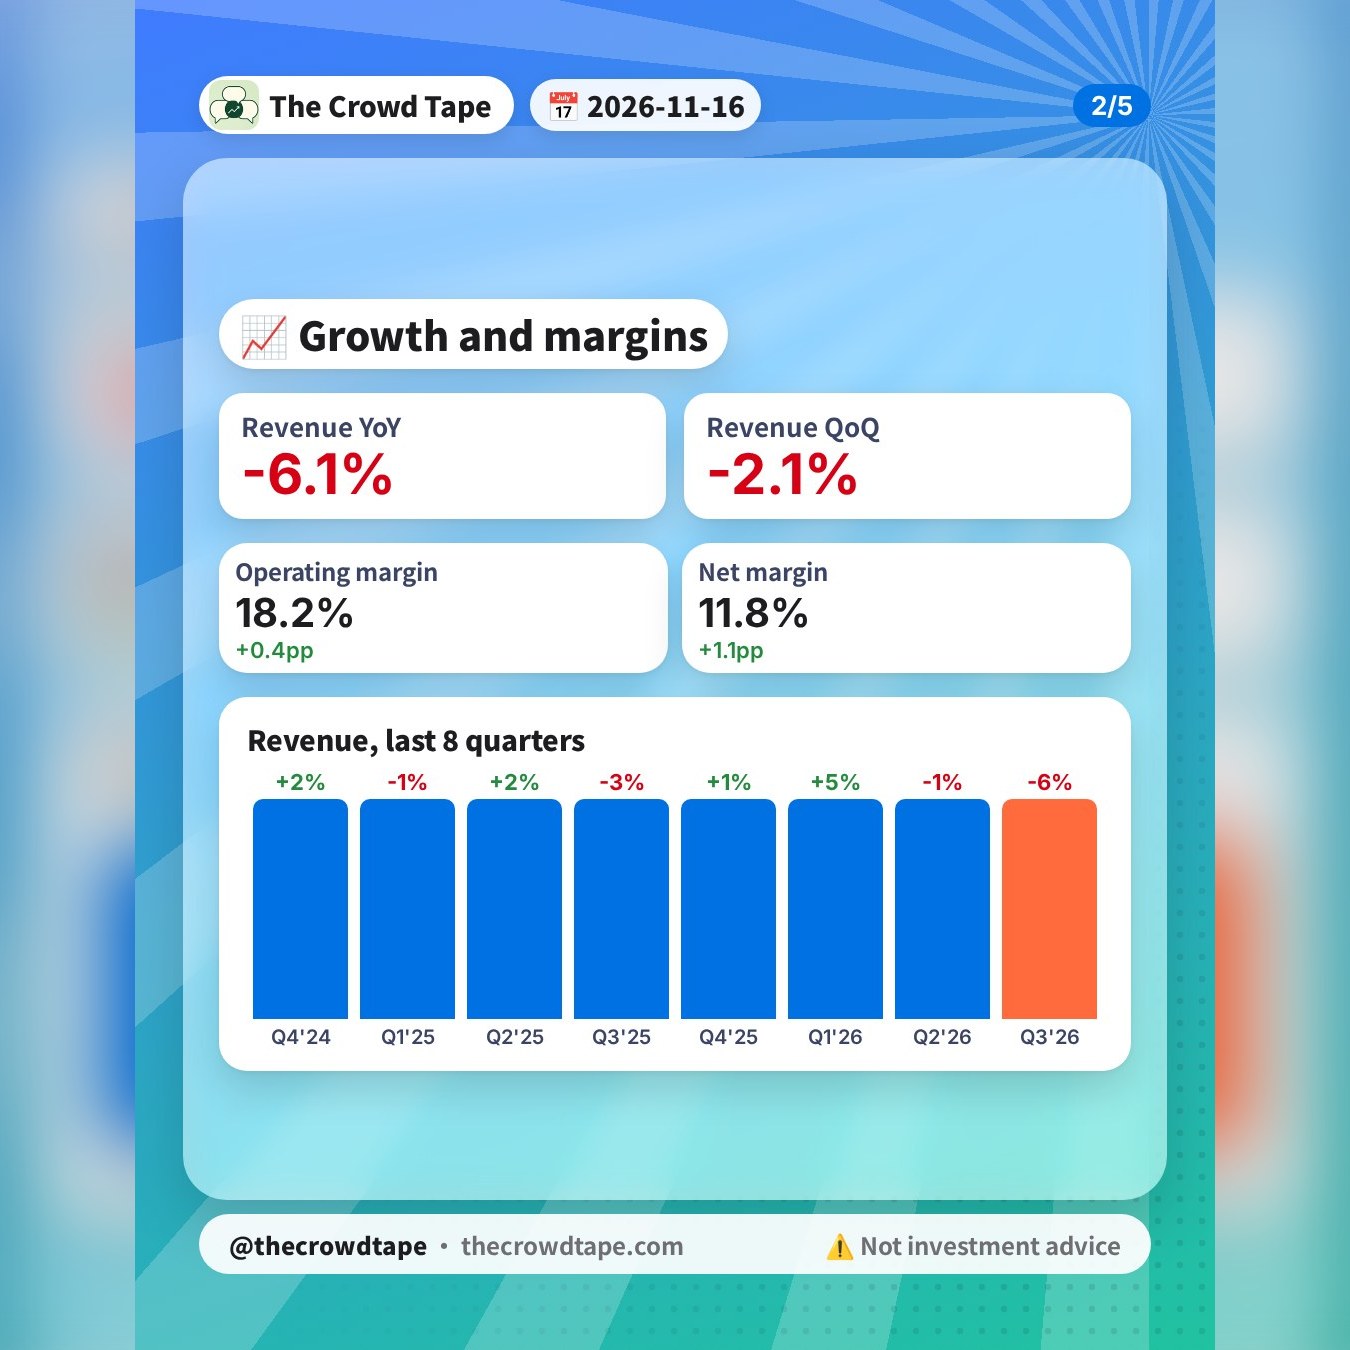 The Crowd Tape
2026-11-16
2/5
Growth and margins
Revenue YoY
-6.1%
Revenue QoQ
-2.1%
Operating margin
18.2%
+0.4pp
Net margin
11.8%
+1.1pp
Revenue, last 8 quarters
+2% -1% +2% -3% +1% +5% -1% -6%
Q4'24 Q1'25 Q2'25 Q3'25 Q4'25 Q1'26 Q2'26 Q3'26
@thecrowdtape • thecrowdtape.com
⚠️ Not investment advice